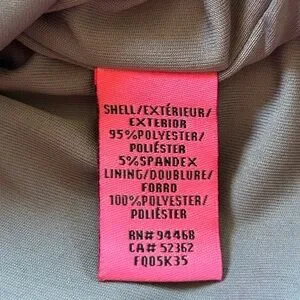 SHELL/EXTÉRIEUR/
EXTERIOR
95%POLYESTER/
POLIÉSTER
5%SPANDEX
LINING/DOUBLURE/
FORRO
100%POLYESTER/
POLIÉSTER
RN# 94468
CA# 52362
FQ05K35